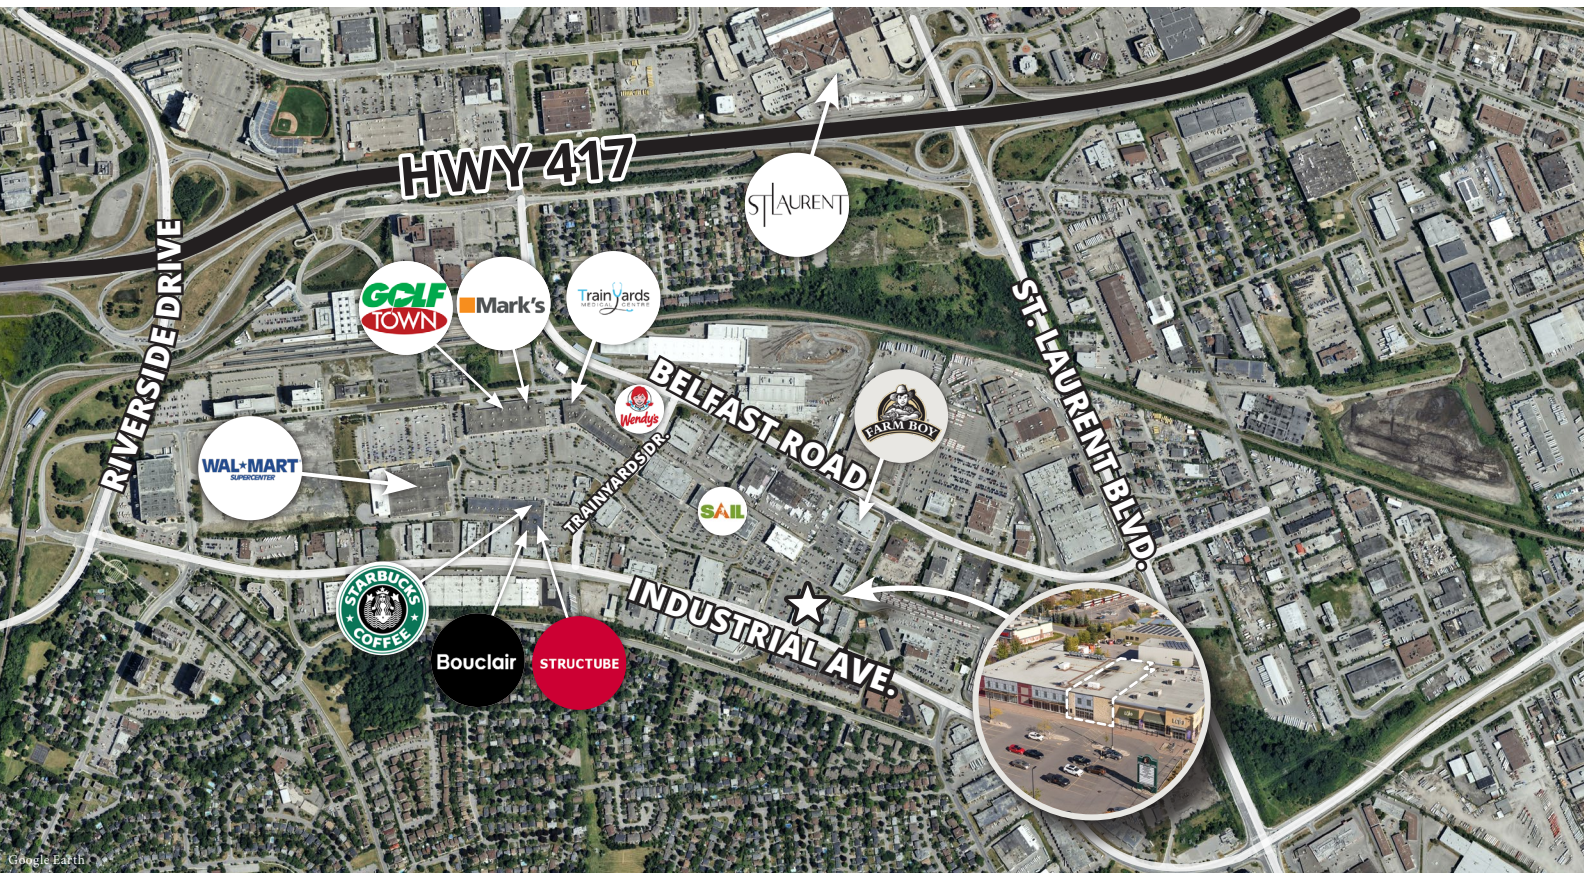 HWY 417
ST LAURENT
RIVERSIDE DRIVE
GOLF
TOWN
Mark's
TrainYards
MEDICAL CENTRE
ST. LAURENT BLVD.
BELFAST ROAD
Wendy's
FARM BOY
TRAINYARDS DR.
WAL★MART
SUPERCENTER
SAIL
STARBUCKS
COFFEE
INDUSTRIAL AVE.
Bouclair
STRUCTUBE
Google Earth